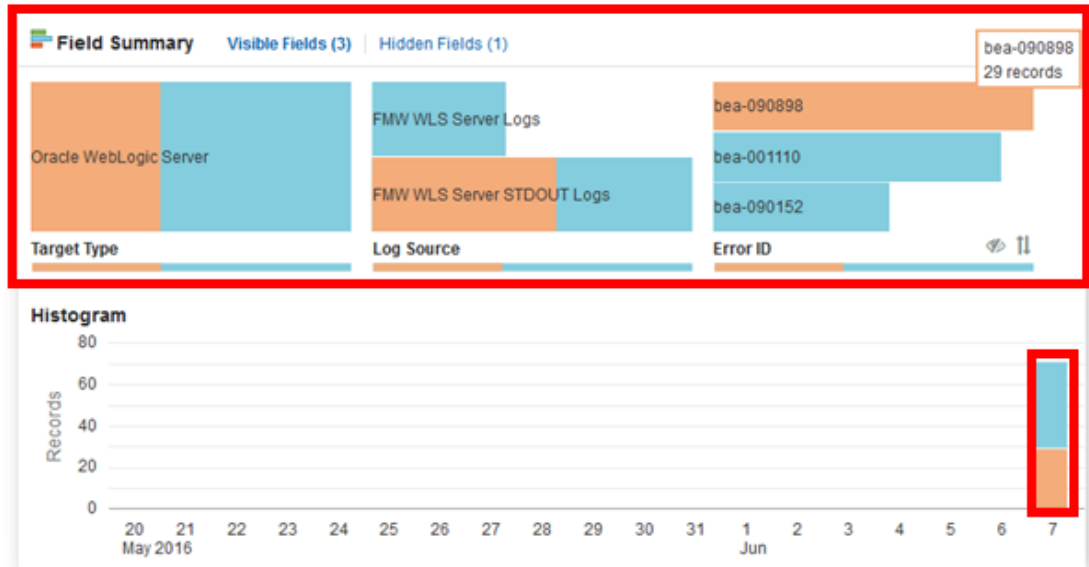 Field Summary Visible Fields (3) Hidden Fields (1)
bea-090898
29 records
Oracle WebLogic Server
Target Type
FMW WLS Server Logs
FMW WLS Server STDOUT Logs
Log Source
bea-090898
bea-001110
bea-090152
Error ID
Histogram
Records
80
60
40
20
0
20 21 22 23 24 25 26 27 28 29 30 31 1 2 3 4 5 6 7
May 2016 Jun